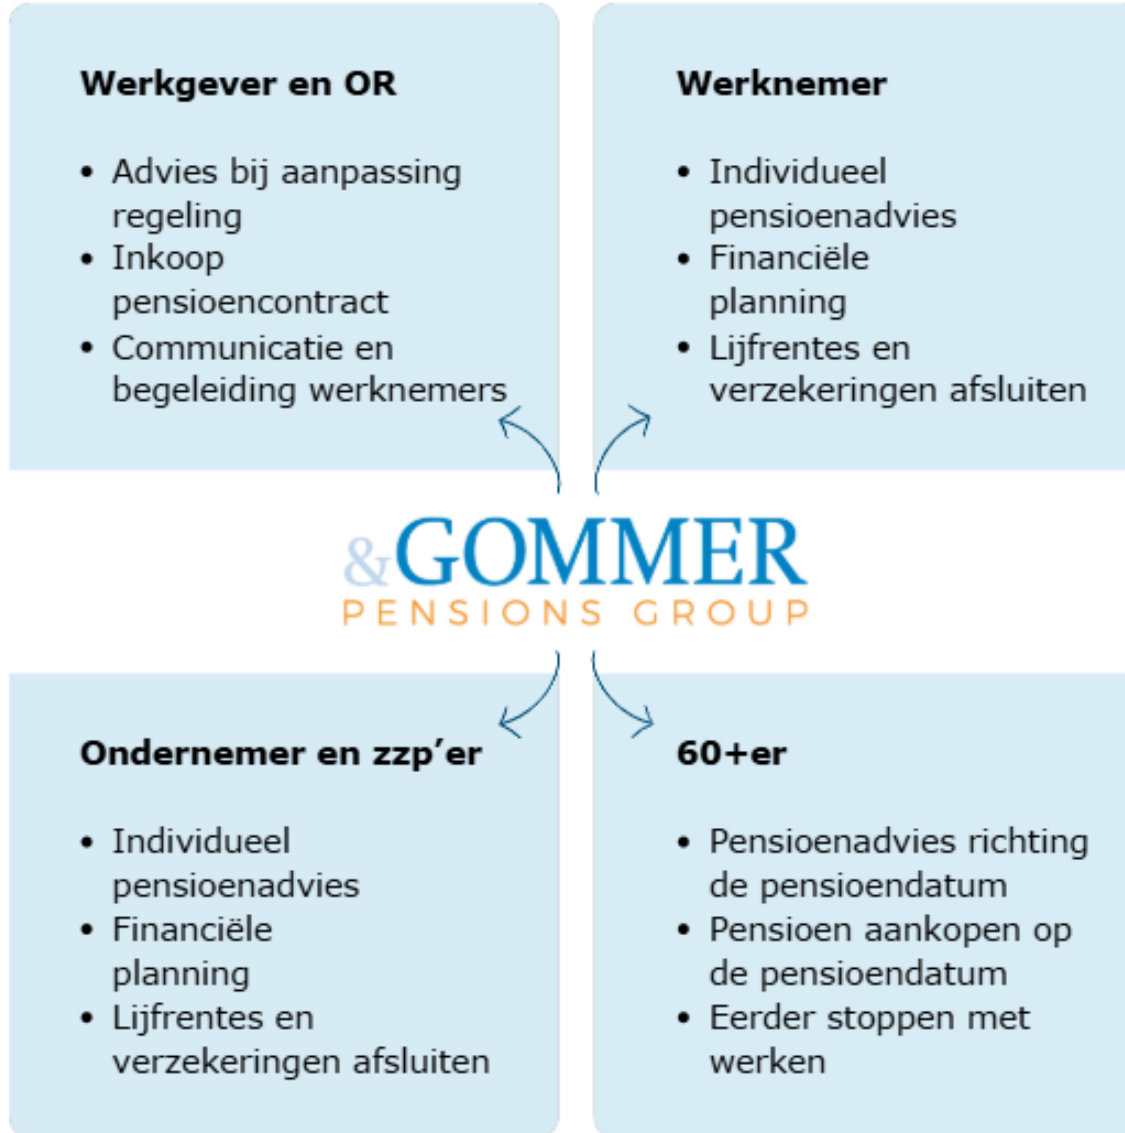 Werkgever en OR
• Advies bij aanpassing
regeling
• Inkoop
pensioencontract
• Communicatie en
begeleiding werknemers
Werknemer
• Individueel
pensioenadvies
• Financiële
planning
• Lijfrentes en
verzekeringen afsluiten
&GOMMER
PENSIONS GROUP
Ondernemer en zzp’er
• Individueel
pensioenadvies
• Financiële
planning
• Lijfrentes en
verzekeringen afsluiten
60+er
• Pensioenadvies richting
de pensioendatum
• Pensioen aankopen op
de pensioendatum
• Eerder stoppen met
werken